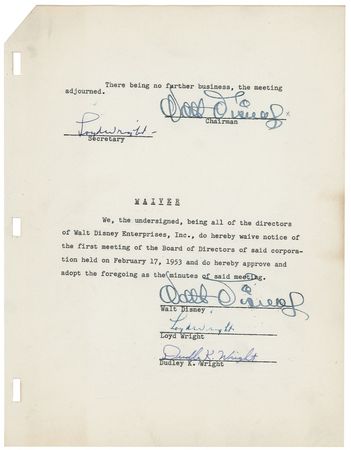 There being no further business, the meeting
adjourned.
Walt Disney
Chairman
Loyd Wright
Secretary
WAIVER
We, the undersigned, being all of the directors
of Walt Disney Enterprises, Inc., do hereby waive notice of
the first meeting of the Board of Directors of said corpora-
tion held on February 17, 1953 and do hereby approve and
adopt the foregoing as the minutes of said meeting.
Walt Disney
Walt Disney
Loyd Wright
Loyd Wright
Dudley K. Wright
Dudley K. Wright